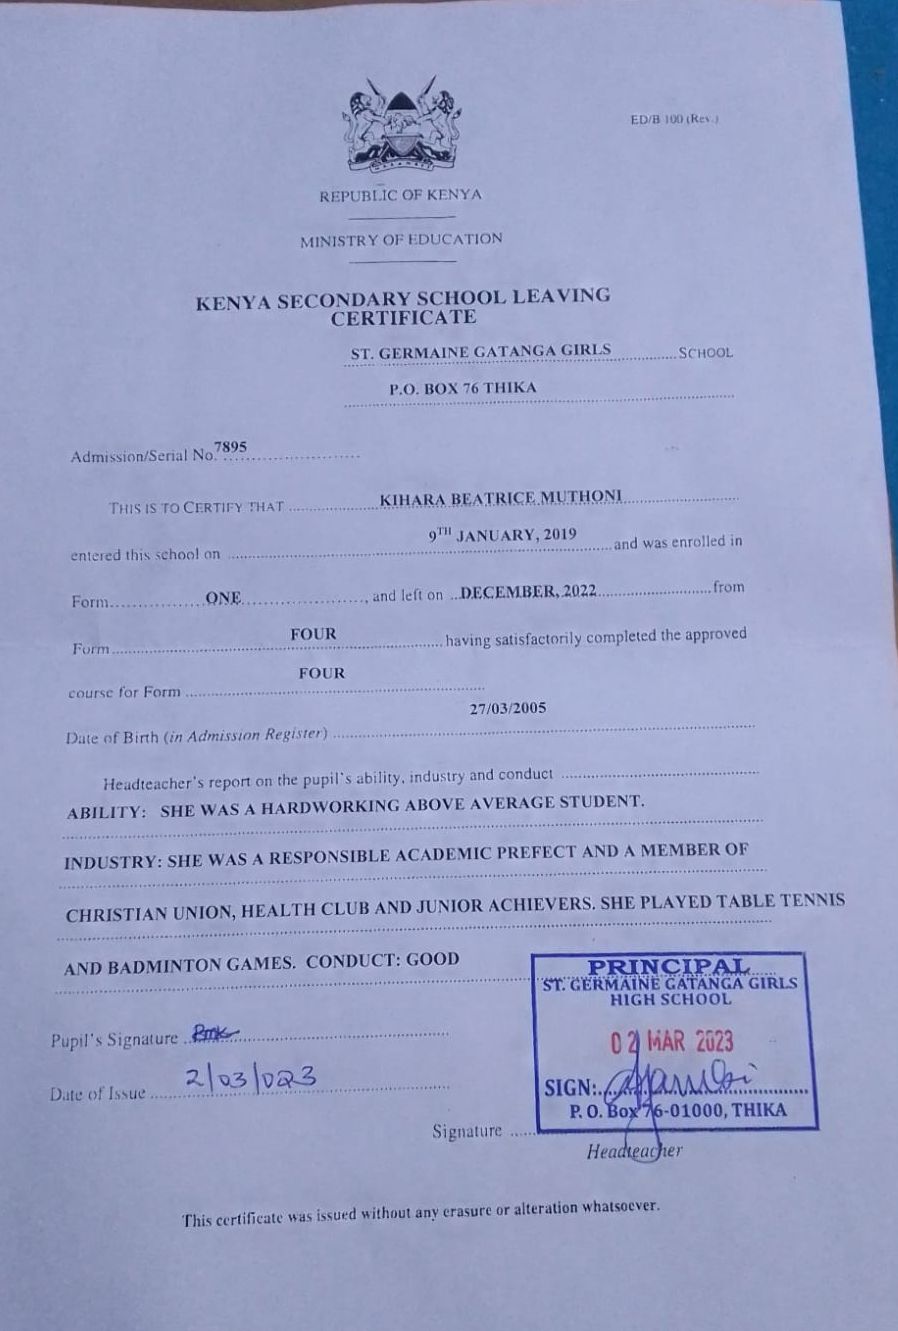 ED/B 100 (Rev.)
REPUBLIC OF KENYA
MINISTRY OF EDUCATION
KENYA SECONDARY SCHOOL LEAVING
CERTIFICATE
ST. GERMAINE GATANGA GIRLS SCHOOL
P.O. BOX 76 THIKA
Admission/Serial No. 7895
THIS IS TO CERTIFY THAT KIHARA BEATRICE MUTHONI
entered this school on 9TH JANUARY, 2019 and was enrolled in
Form ONE, and left on DECEMBER, 2022 from
Form FOUR having satisfactorily completed the approved
course for Form FOUR
Date of Birth (in Admission Register) 27/03/2005
Headteacher's report on the pupil's ability, industry and conduct
ABILITY: SHE WAS A HARDWORKING ABOVE AVERAGE STUDENT.
INDUSTRY: SHE WAS A RESPONSIBLE ACADEMIC PREFECT AND A MEMBER OF
CHRISTIAN UNION, HEALTH CLUB AND JUNIOR ACHIEVERS. SHE PLAYED TABLE TENNIS
AND BADMINTON GAMES. CONDUCT: GOOD
PRINCIPAL
ST. GERMAINE GATANGA GIRLS
HIGH SCHOOL
02 MAR 2023
SIGN:
P. O. Box 76-01000, THIKA
Pupil's Signature
Date of Issue 2/03/023
Signature
Headteacher
This certificate was issued without any erasure or alteration whatsoever.